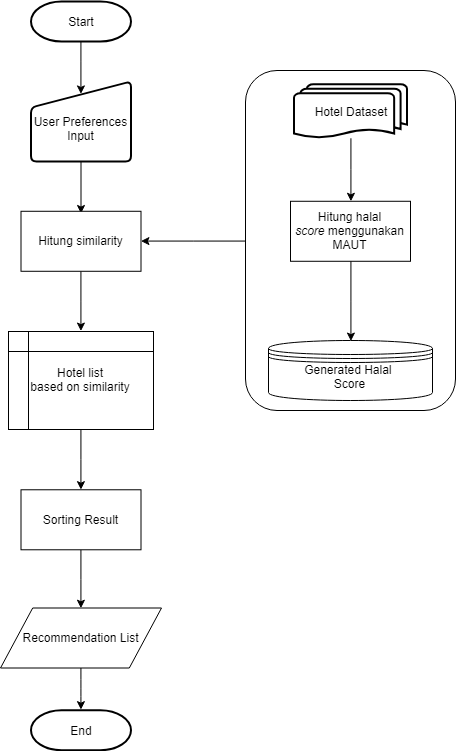 Start
User Preferences
Input
Hitung similarity
Hotel list
based on similarity
Sorting Result
Recommendation List
End
Hotel Dataset
Hitung halal
score menggunakan
MAUT
Generated Halal
Score